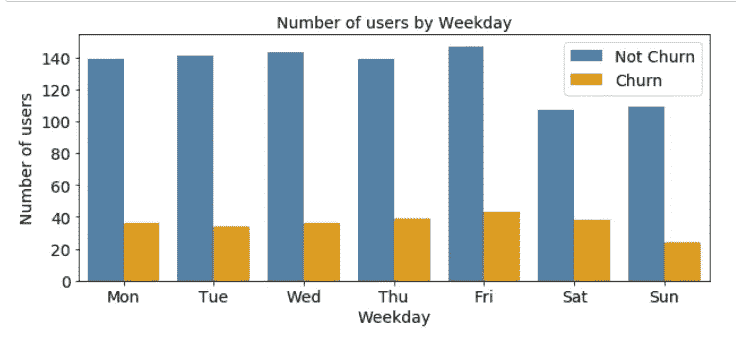 Number of users by Weekday
Not Churn
Churn
Number of users
140
120
100
80
60
40
20
0
Mon Tue Wed Thu Fri Sat Sun
Weekday